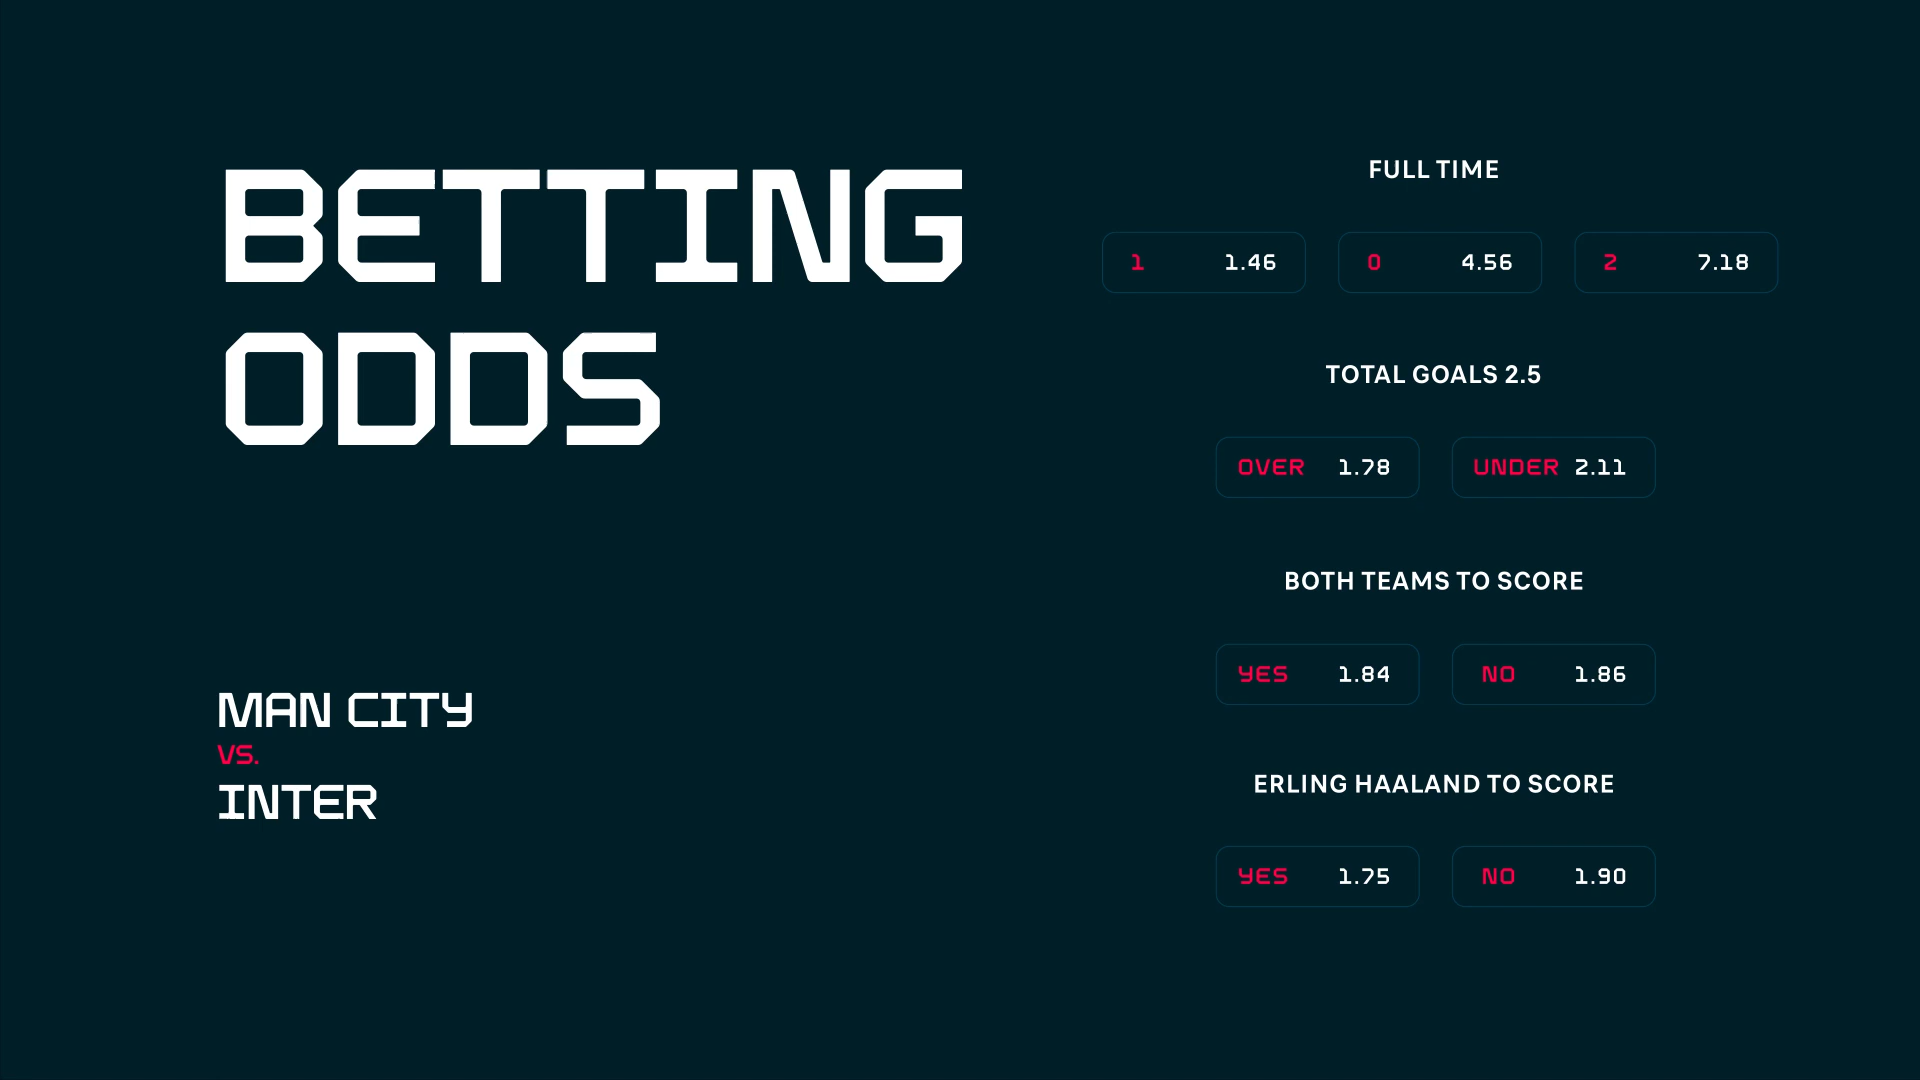 BETTING
ODDS
MAN CITY
VS.
INTER
FULL TIME
1 1.46 0 4.56 2 7.18
TOTAL GOALS 2.5
OVER 1.78 UNDER 2.11
BOTH TEAMS TO SCORE
YES 1.84 NO 1.86
ERLING HAALAND TO SCORE
YES 1.75 NO 1.90